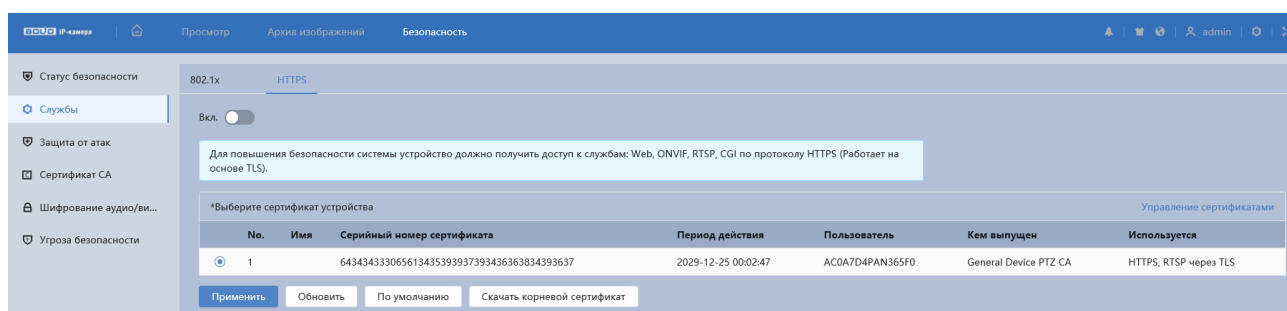 BOLID IP-камера Просмотр Архив изображений Безопасность admin
Статус безопасности
Службы
Защита от атак
Сертификат CA
Шифрование аудио/ви...
Угроза безопасности
802.1x HTTPS
Вкл.
Для повышения безопасности системы устройство должно получить доступ к службам: Web, ONVIF, RTSP, CGI по протоколу HTTPS (Работает на
основе TLS).
*Выберите сертификат устройства Управление сертификатами
No. Имя Серийный номер сертификата Период действия Пользователь Кем выпущен Используется
1 64343433306561343539393739343636383439363​7 2029-12-25 00:02:47 AC0A7D4PAN365F0 General Device PTZ CA HTTPS, RTSP через TLS
Применить Обновить По умолчанию Скачать корневой сертификат